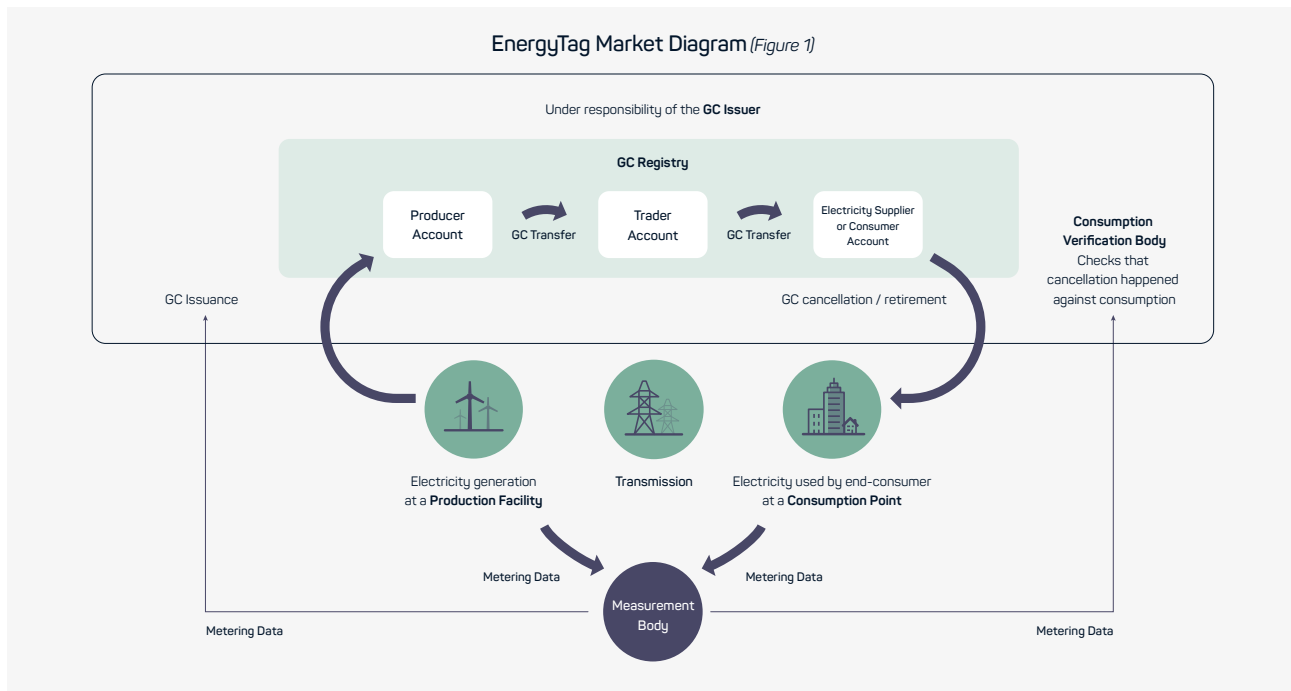 EnergyTag Market Diagram (Figure 1)
Under responsibility of the GC Issuer
GC Registry
Producer
Account
GC Transfer
Trader
Account
GC Transfer
Electricity Supplier
or Consumer
Account
Consumption
Verification Body
Checks that
cancellation happened
against consumption
GC Issuance
GC cancellation / retirement
Electricity generation
at a Production Facility
Transmission
Electricity used by end-consumer
at a Consumption Point
Metering Data
Metering Data
Measurement
Body
Metering Data
Metering Data